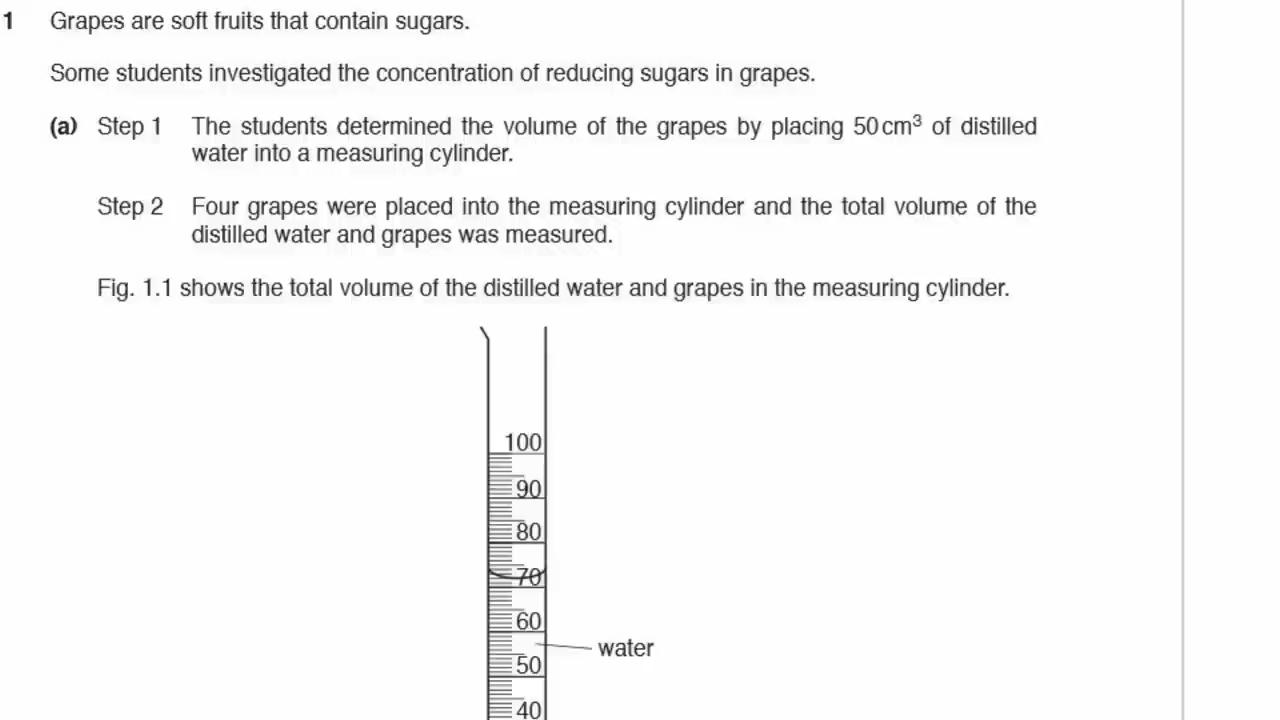 1 Grapes are soft fruits that contain sugars.
Some students investigated the concentration of reducing sugars in grapes.
(a) Step 1 The students determined the volume of the grapes by placing 50 cm³ of distilled
water into a measuring cylinder.
Step 2 Four grapes were placed into the measuring cylinder and the total volume of the
distilled water and grapes was measured.
Fig. 1.1 shows the total volume of the distilled water and grapes in the measuring cylinder.
100
90
80
70
60
water
50
40